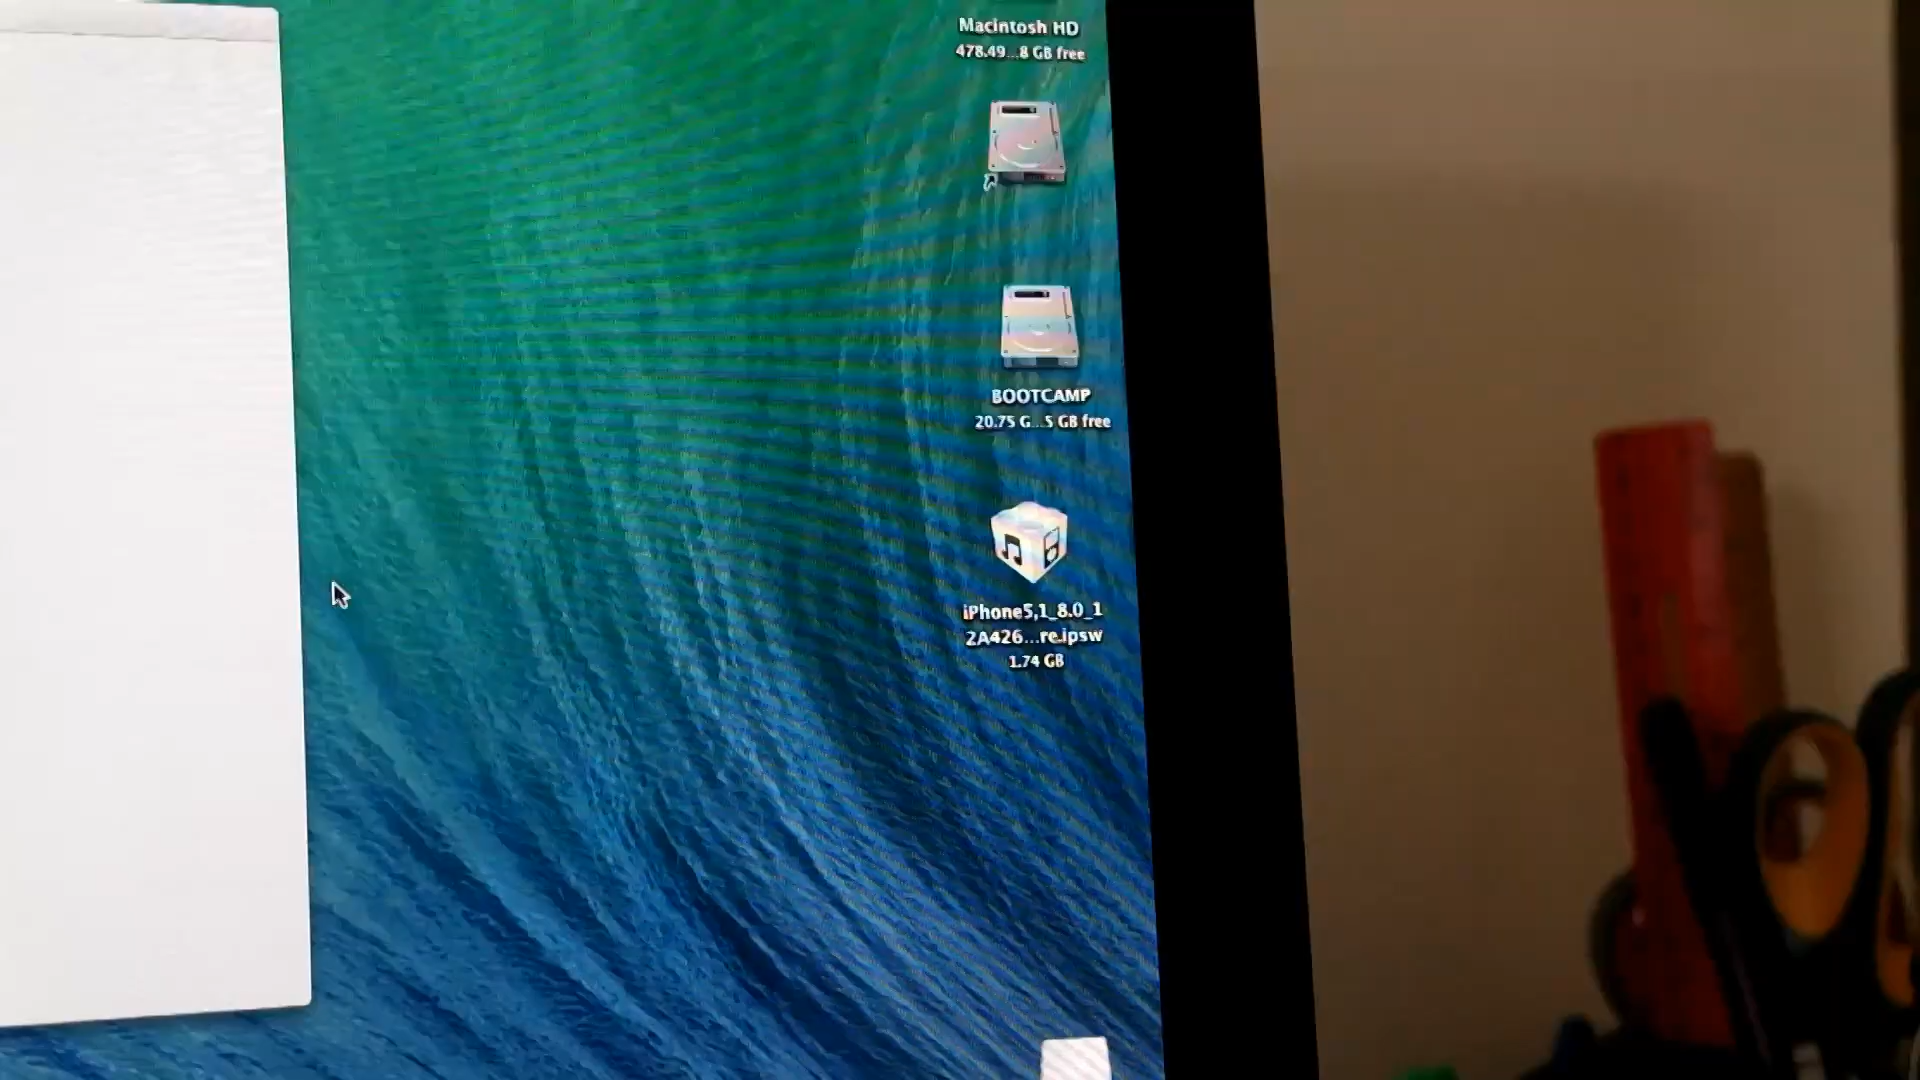 Macintosh HD
478.49...8 GB free
BOOTCAMP
20.75 G...5 GB free
iPhone5,1_8.0_1
2A426...re.ipsw
1.74 GB